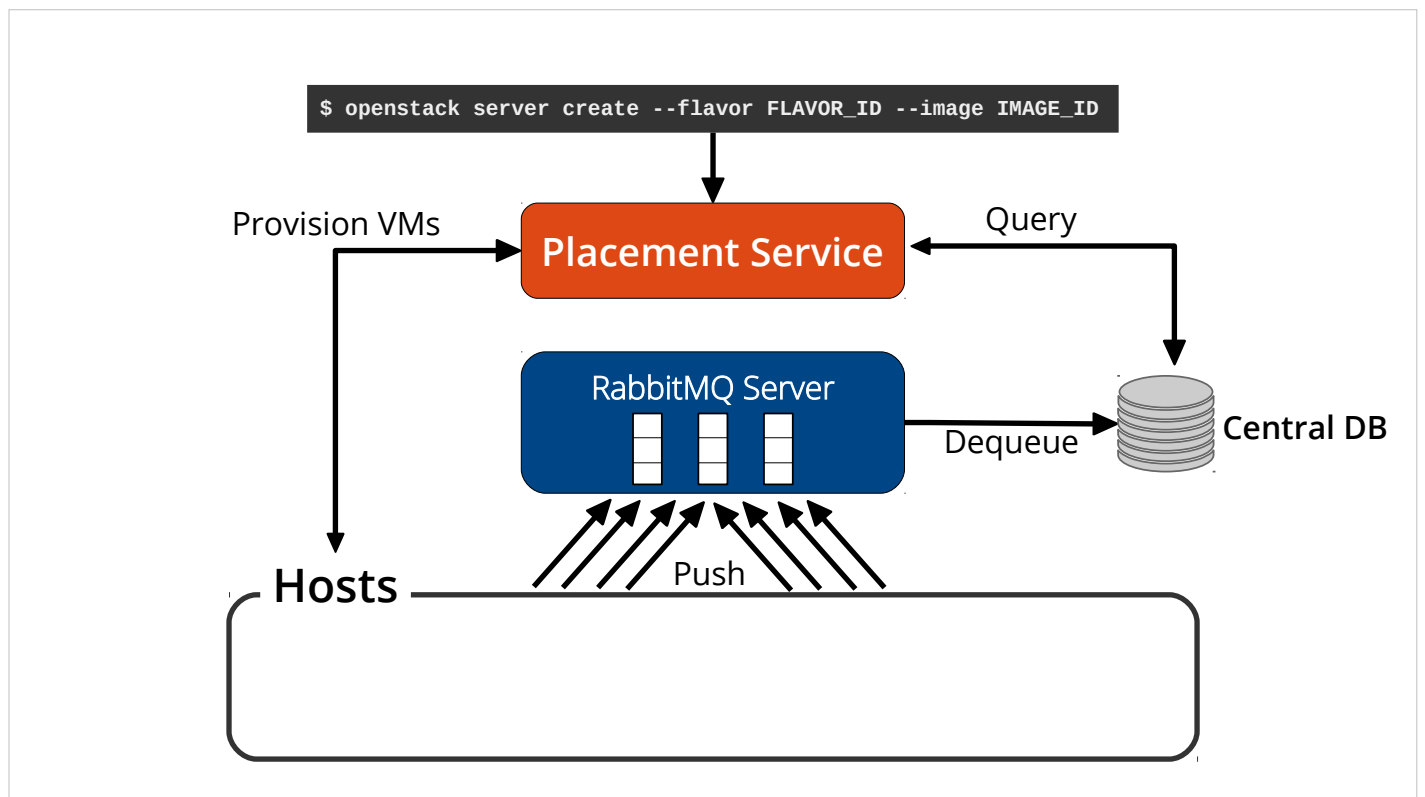 $ openstack server create --flavor FLAVOR_ID --image IMAGE_ID
Provision VMs
Query
Placement Service
RabbitMQ Server
Dequeue
Central DB
Push
Hosts